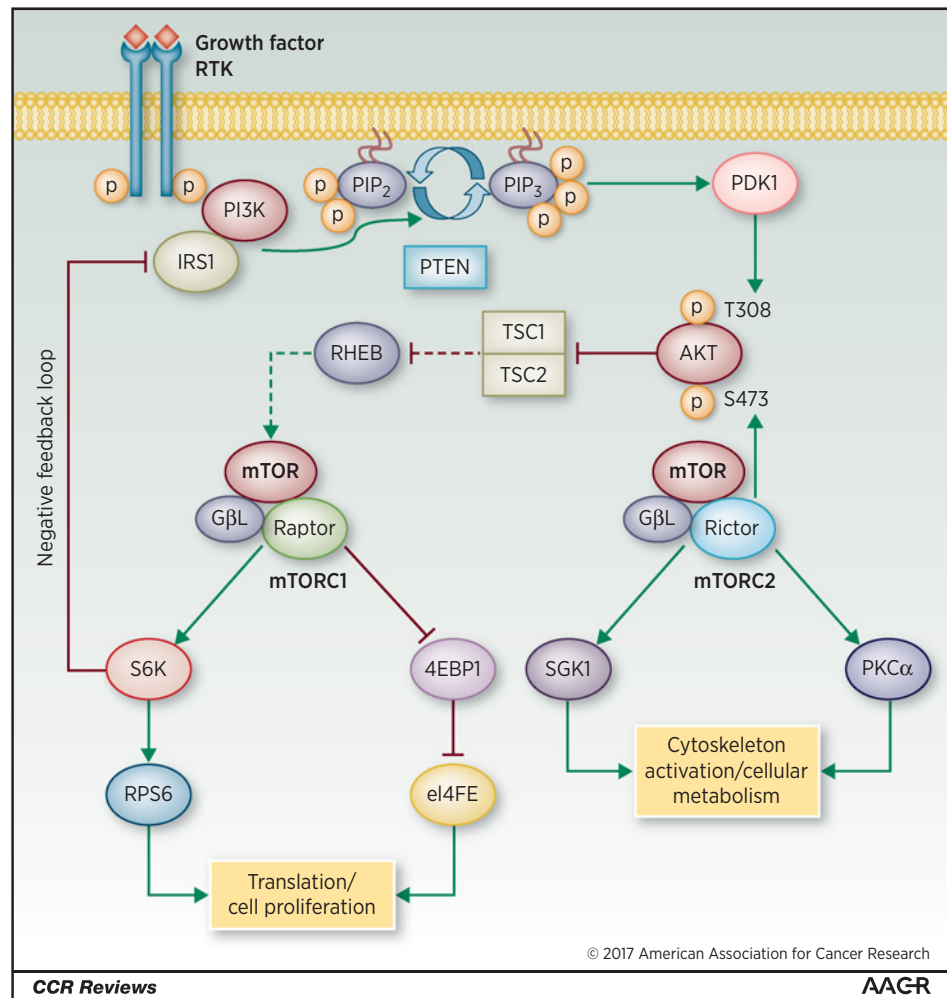 Growth factor
RTK
p
p
PI3K
IRS1
p
p
PIP2
PIP3
p
p
p
PDK1
PTEN
p
T308
AKT
p
S473
TSC1
TSC2
RHEB
Negative feedback loop
mTOR
GβL
Raptor
mTORC1
mTOR
GβL
Rictor
mTORC2
S6K
4EBP1
SGK1
PKCα
RPS6
eI4FE
Cytoskeleton
activation/cellular
metabolism
Translation/
cell proliferation
© 2017 American Association for Cancer Research
CCR Reviews
AACR